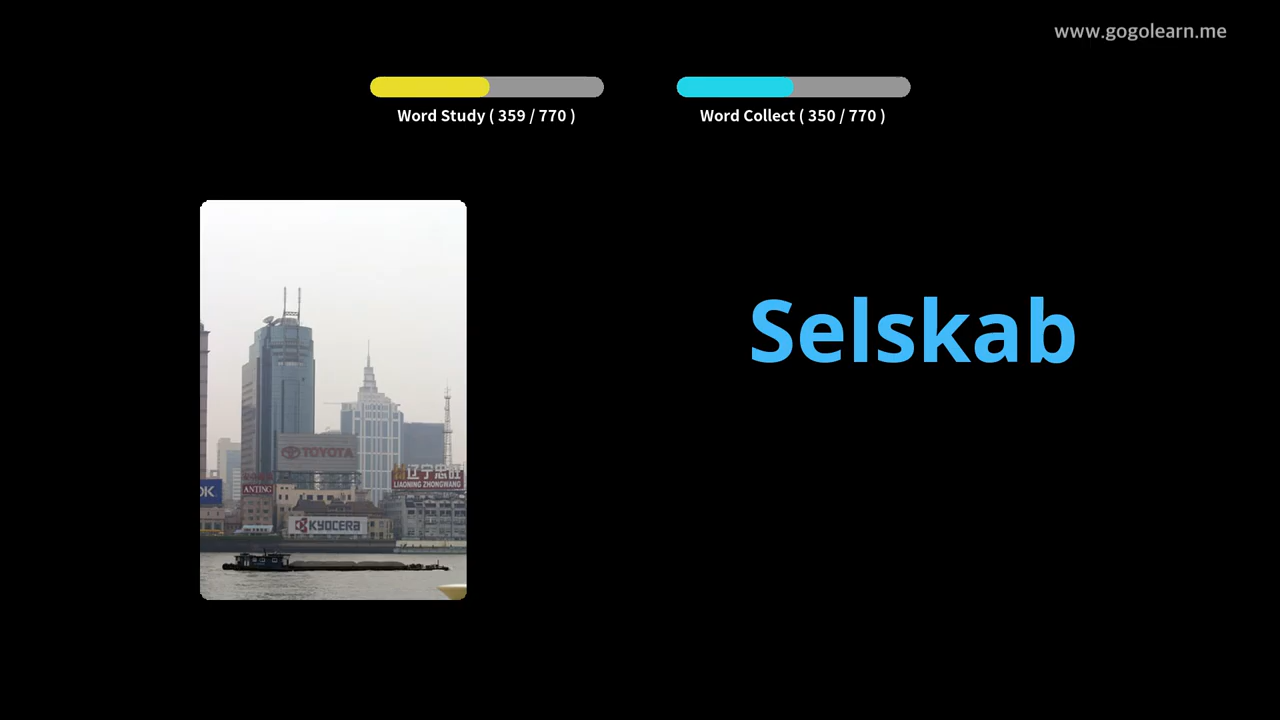 www.gogolearn.me
Word Study ( 359 / 770 )
Word Collect ( 350 / 770 )
Selskab
TOYOTA
辽宁忠旺
LIAONING ZHONGWANG
OK
ANTING
KYOCERA